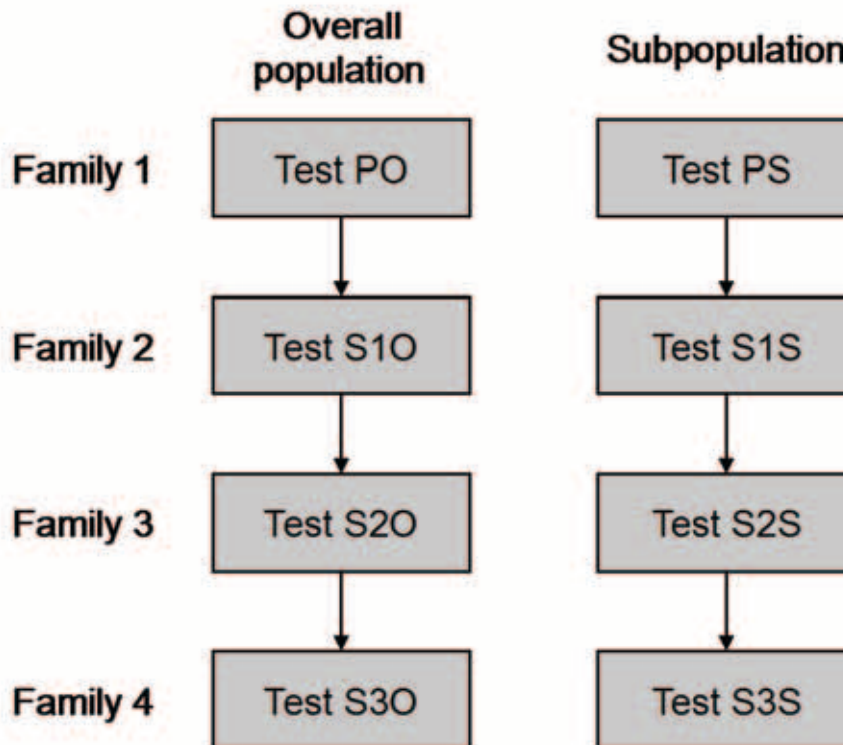 Overall
population
Subpopulation
Family 1
Test PO
Test PS
Family 2
Test S1O
Test S1S
Family 3
Test S2O
Test S2S
Family 4
Test S3O
Test S3S